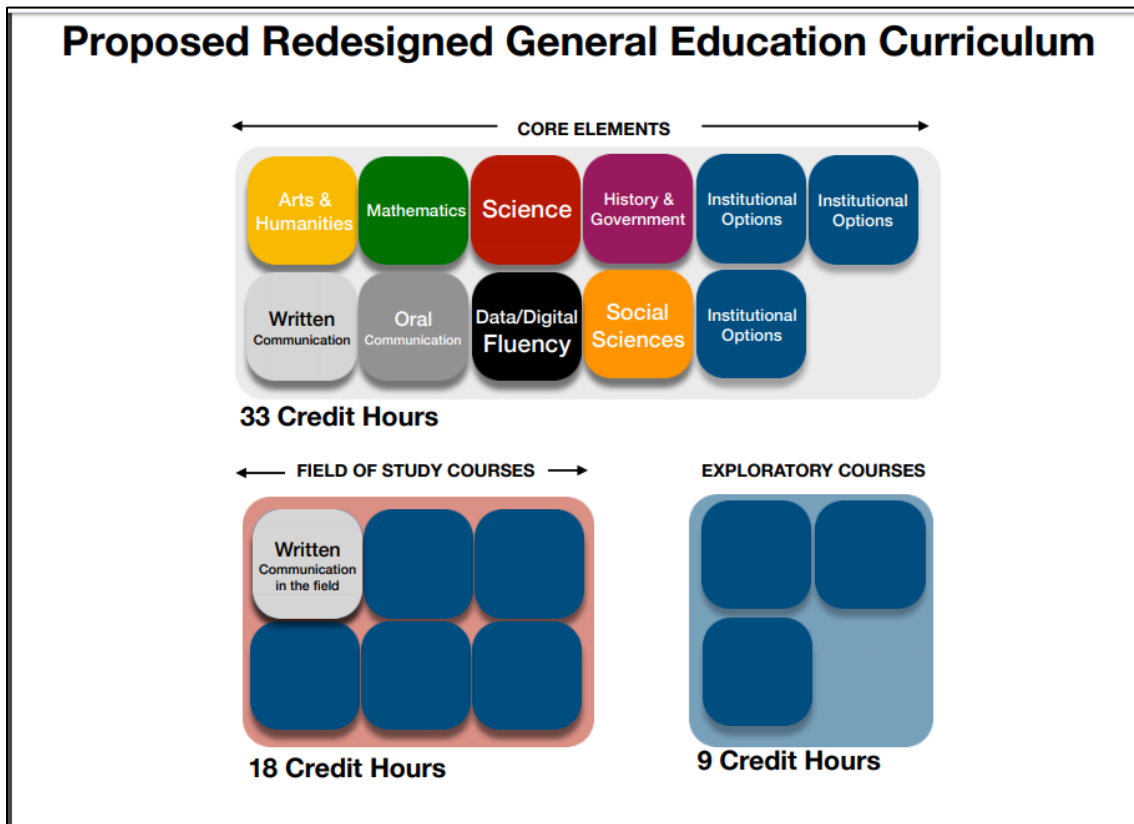 Proposed Redesigned General Education Curriculum
CORE ELEMENTS
Arts &
Humanities
Mathematics
Science
History &
Government
Institutional
Options
Institutional
Options
Written
Communication
Oral
Communication
Data/Digital
Fluency
Social
Sciences
Institutional
Options
33 Credit Hours
FIELD OF STUDY COURSES
Written
Communication
in the field
18 Credit Hours
EXPLORATORY COURSES
9 Credit Hours